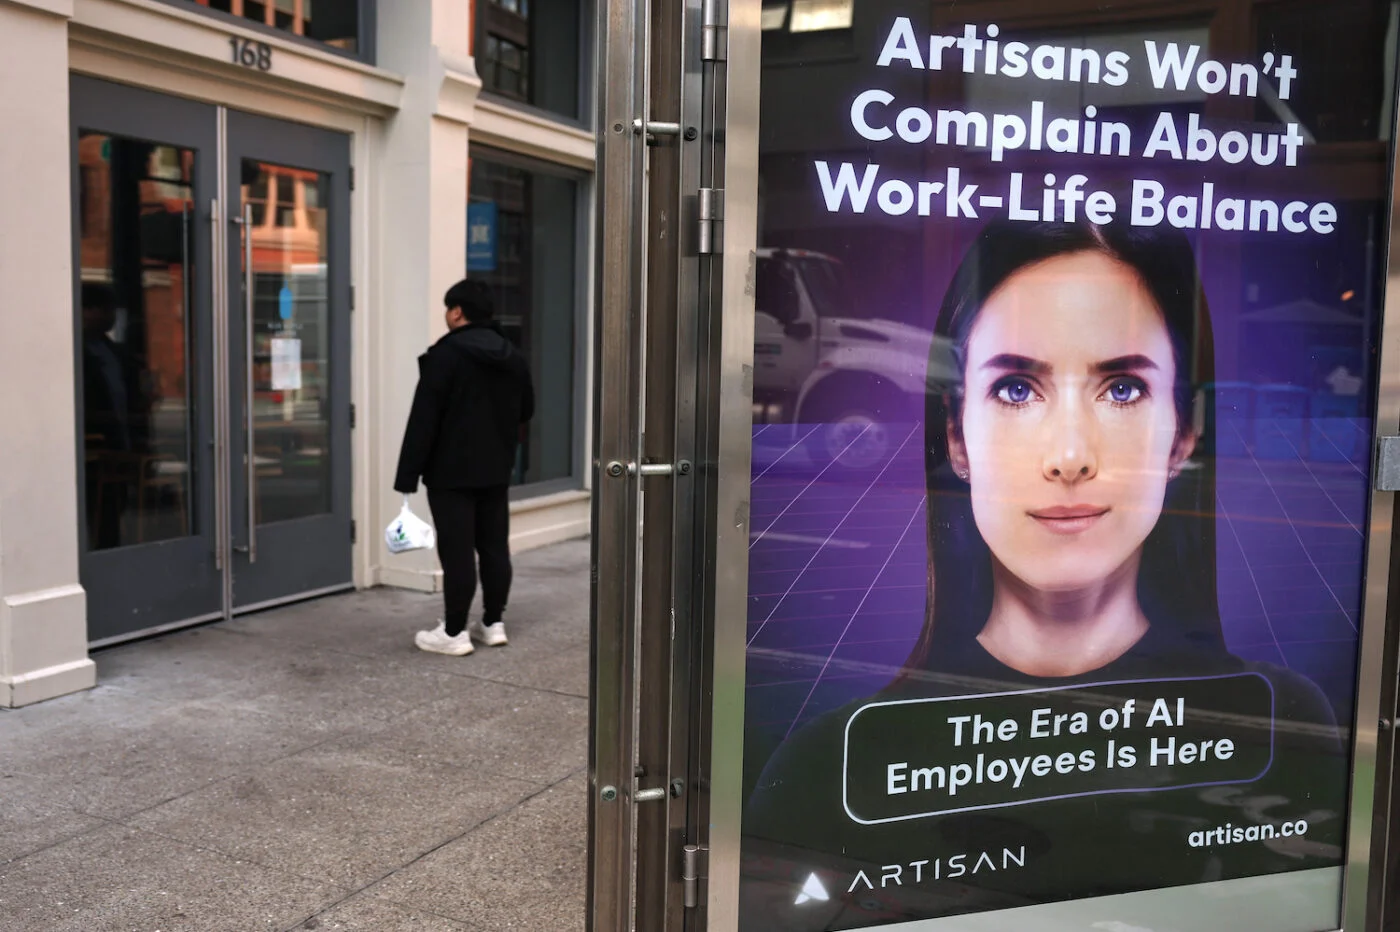 168
Artisans Won't
Complain About
Work-Life Balance
The Era of AI
Employees Is Here
artisan.co
ARTISAN